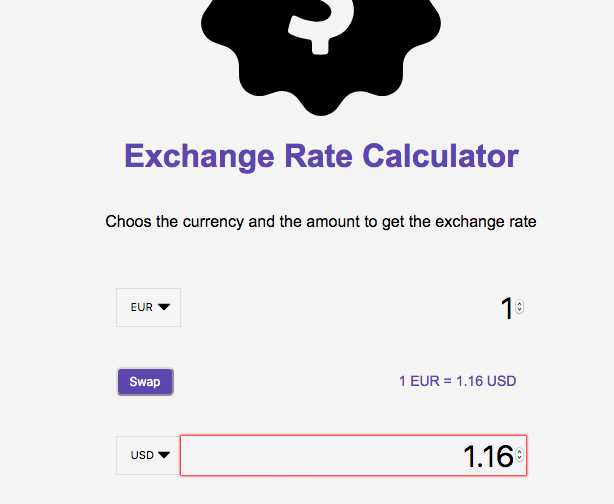 Exchange Rate Calculator
Choos the currency and the amount to get the exchange rate
EUR 1
Swap 1 EUR = 1.16 USD
USD 1.16